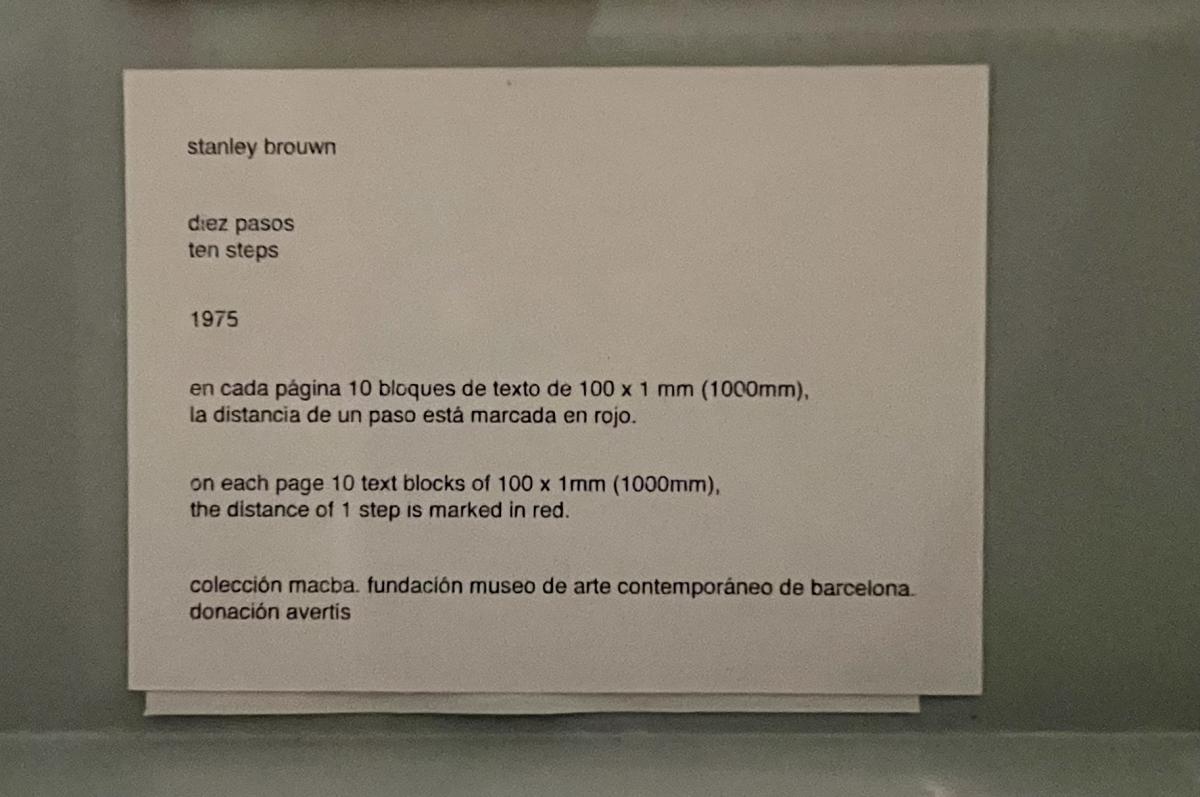 stanley brouwn
diez pasos
ten steps
1975
en cada página 10 bloques de texto de 100 x 1 mm (1000mm),
la distancia de un paso está marcada en rojo.
on each page 10 text blocks of 100 x 1mm (1000mm),
the distance of 1 step is marked in red.
colección macba. fundación museo de arte contemporáneo de barcelona.
donación avertis